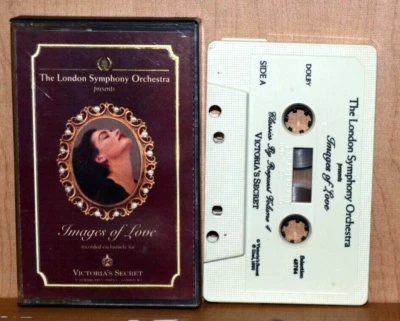 The London Symphony Orchestra
presents
Images of Love
recorded exclusively for
VICTORIA'S SECRET
SIDE A
DOLBY
The London Symphony Orchestra
presents
Images of Love
Classics By Request Volume 4
VICTORIA'S SECRET
Selection